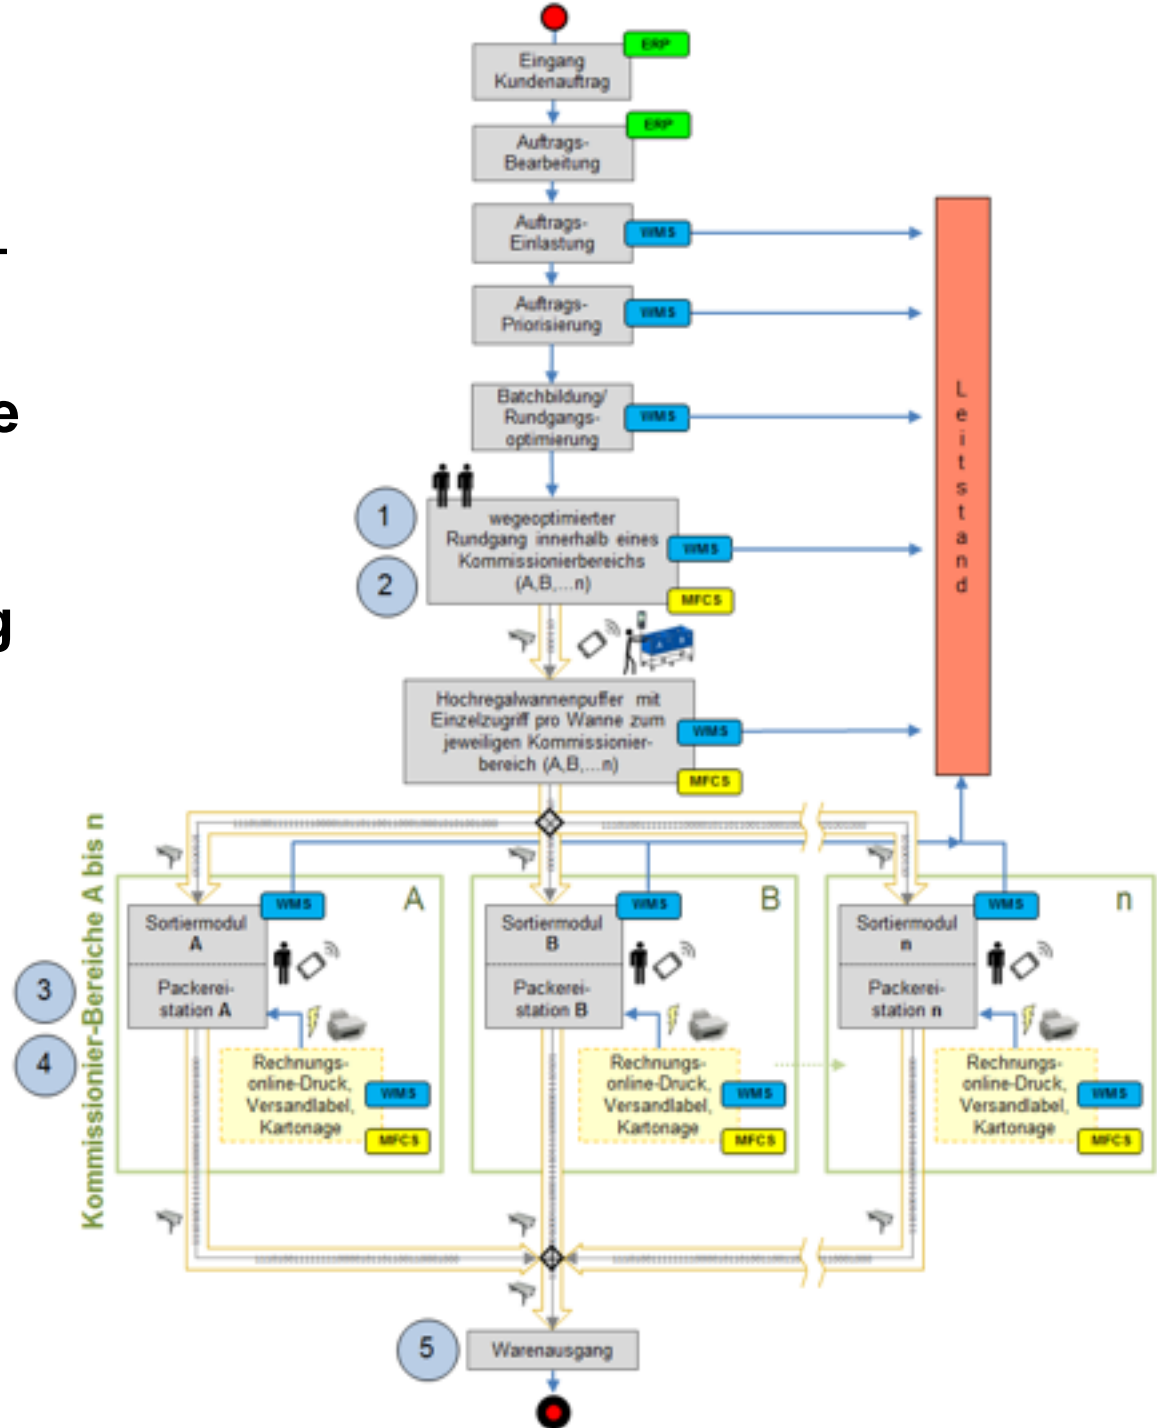 ERP
Eingang
Kundenauftrag
ERP
Auftrags-
Bearbeitung
Auftrags-
Einlastung
WMS
Auftrags-
Priorisierung
WMS
e
Batchbildung/
Rundgangs-
optimierung
WMS
L
e
i
t
s
t
a
n
d
1
2
wegeoptimierter
Rundgang innerhalb eines
Kommissionierbereichs
(A,B,...n)
WMS
MFCS
g
Hochregalwannenpuffer mit
Einzelzugriff pro Wanne zum
jeweiligen Kommissionier-
bereich (A,B,...n)
WMS
MFCS
Kommissionier-Bereiche A bis n
A
WMS
Sortiermodul
A
Packerei-
station A
Rechnungs-
online-Druck,
Versandlabel,
Kartonage
WMS
MFCS
B
WMS
Sortiermodul
B
Packerei-
station B
Rechnungs-
online-Druck,
Versandlabel,
Kartonage
WMS
MFCS
n
WMS
Sortiermodul
n
Packerei-
station n
Rechnungs-
online-Druck,
Versandlabel,
Kartonage
WMS
MFCS
3
4
5
Warenausgang